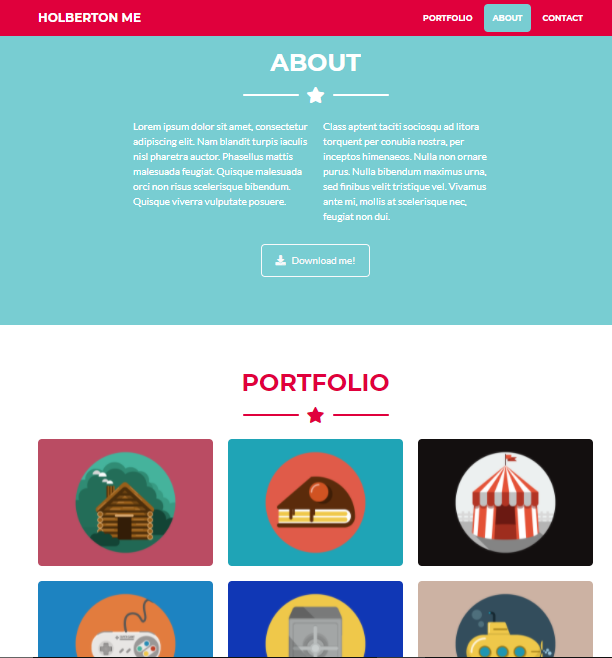 HOLBERTON ME
PORTFOLIO
ABOUT
CONTACT
ABOUT
Lorem ipsum dolor sit amet, consectetur
adipiscing elit. Nam blandit turpis iaculis
nisl pharetra auctor. Phasellus mattis
malesuada feugiat. Quisque malesuada
orci non risus scelerisque bibendum.
Quisque viverra vulputate posuere.
Class aptent taciti sociosqu ad litora
torquent per conubia nostra, per
inceptos himenaeos. Nulla non ornare
purus. Nulla bibendum maximus urna,
sed finibus velit tristique vel. Vivamus
ante mi, mollis at scelerisque nec,
feugiat non dui.
Download me!
PORTFOLIO